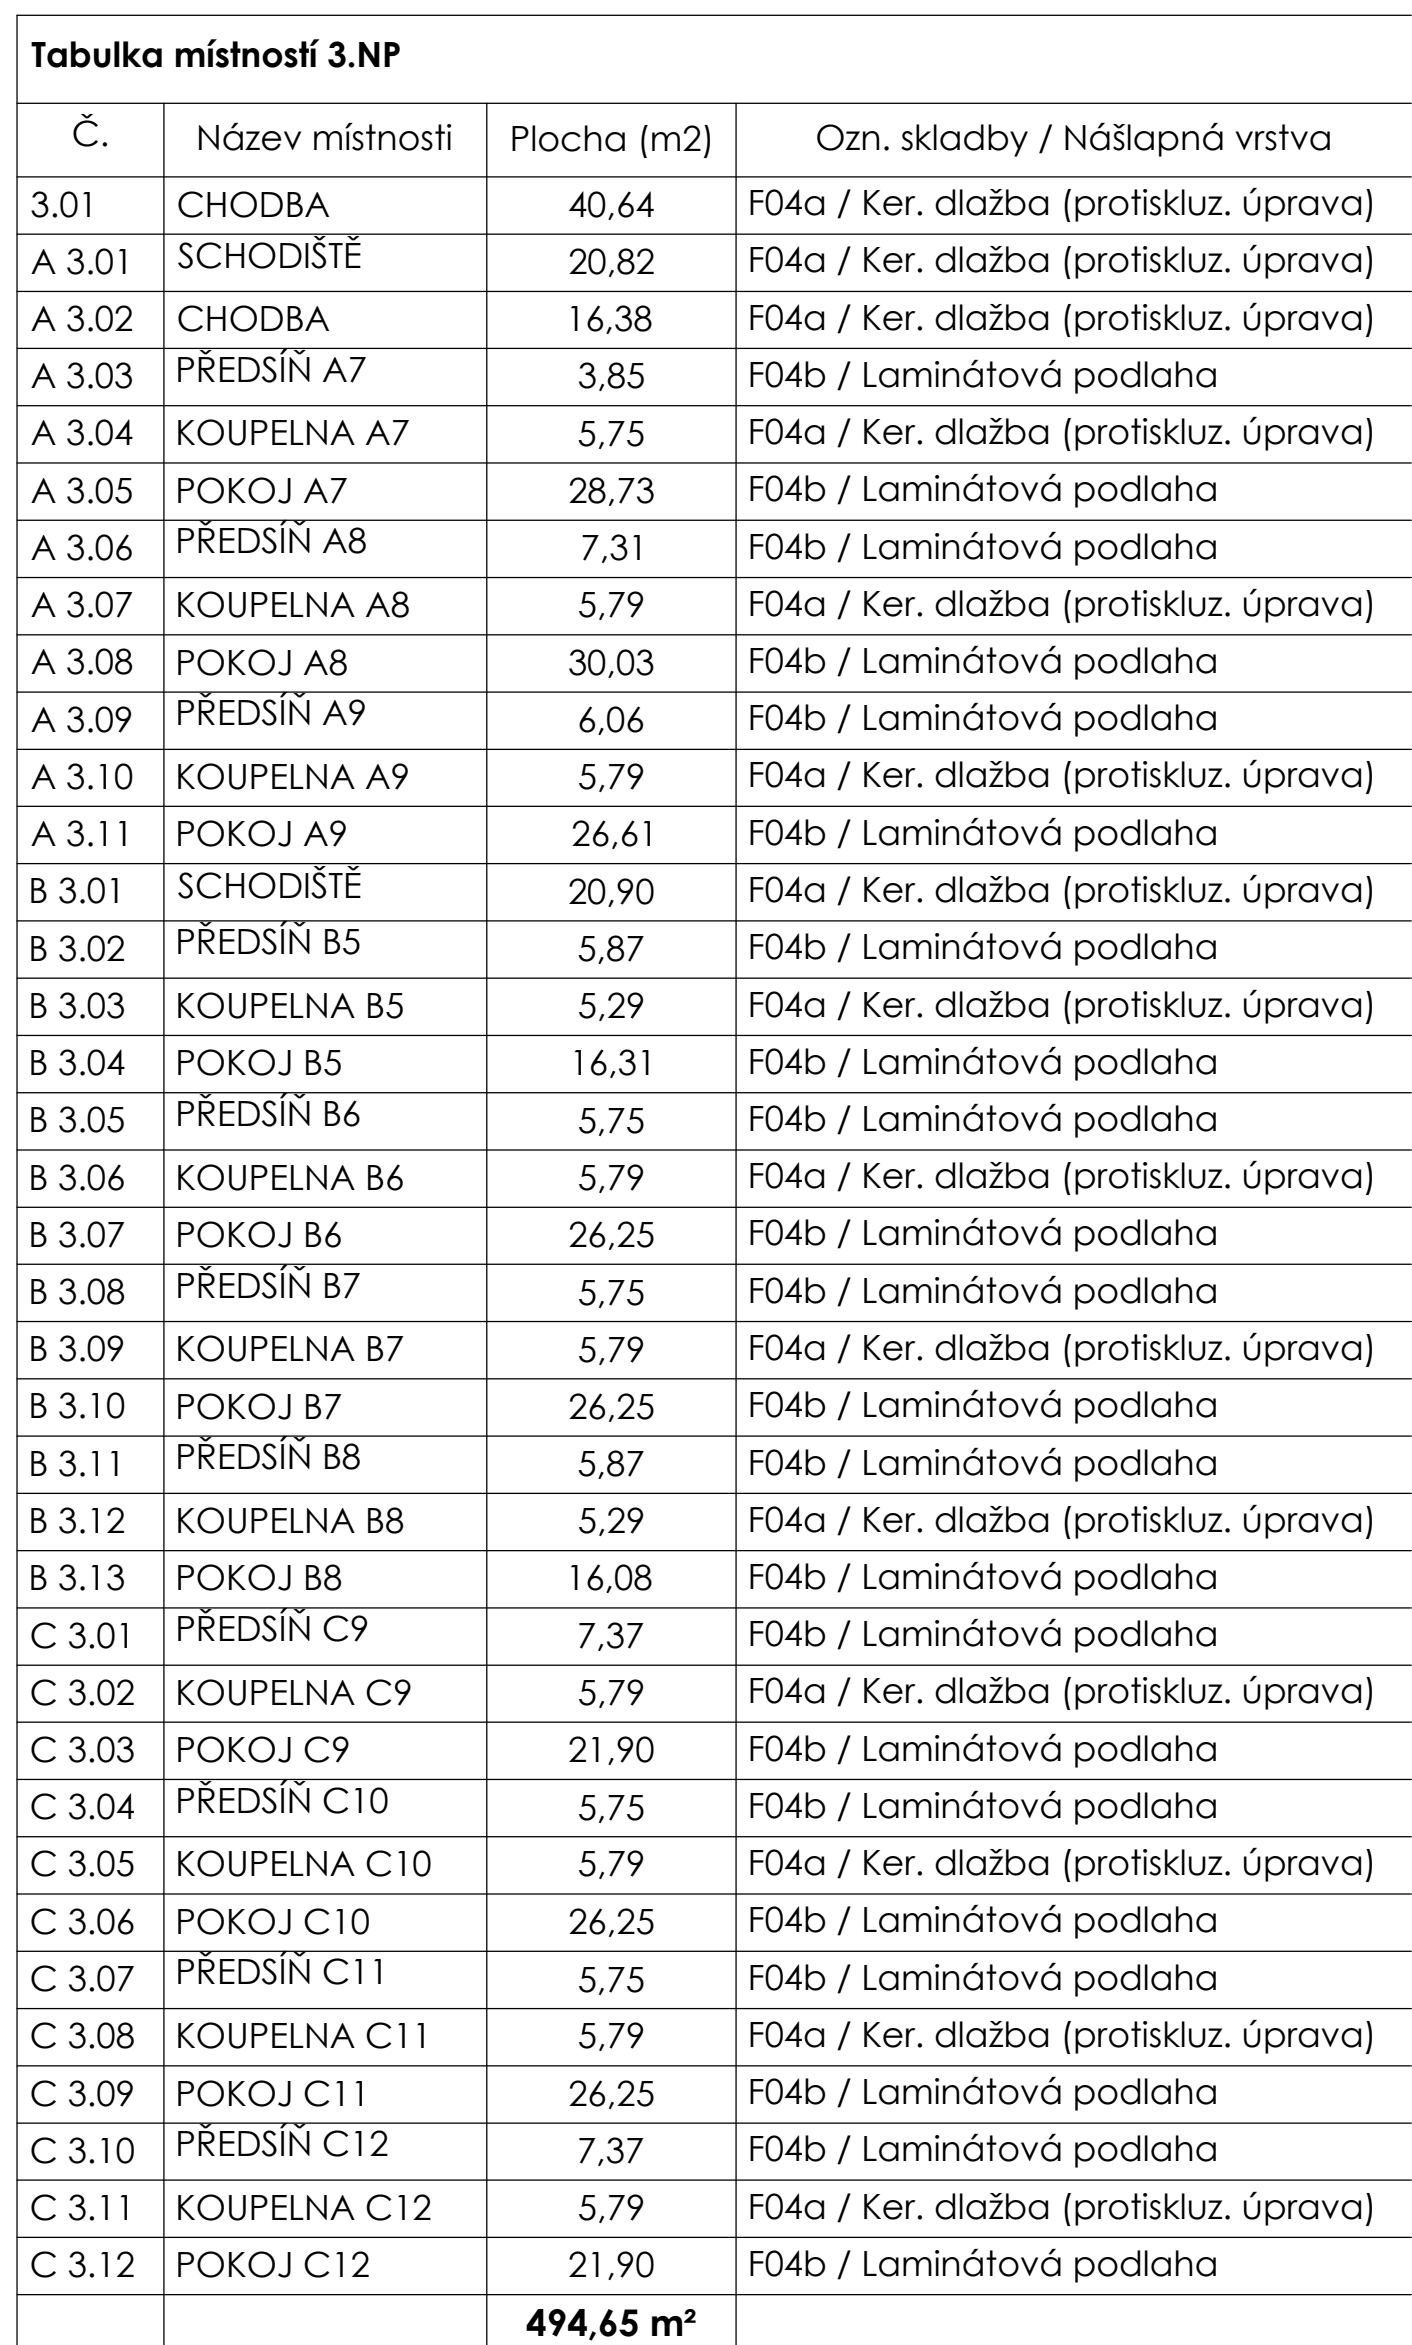 Tabulka místností 3.NP
Č. Název místnosti Plocha (m2) Ozn. skladby / Nášlapná vrstva
3.01 CHODBA 40,64 F04a / Ker. dlažba (protiskluz. úprava)
A 3.01 SCHODIŠTĚ 20,82 F04a / Ker. dlažba (protiskluz. úprava)
A 3.02 CHODBA 16,38 F04a / Ker. dlažba (protiskluz. úprava)
A 3.03 PŘEDSÍŇ A7 3,85 F04b / Laminátová podlaha
A 3.04 KOUPELNA A7 5,75 F04a / Ker. dlažba (protiskluz. úprava)
A 3.05 POKOJ A7 28,73 F04b / Laminátová podlaha
A 3.06 PŘEDSÍŇ A8 7,31 F04b / Laminátová podlaha
A 3.07 KOUPELNA A8 5,79 F04a / Ker. dlažba (protiskluz. úprava)
A 3.08 POKOJ A8 30,03 F04b / Laminátová podlaha
A 3.09 PŘEDSÍŇ A9 6,06 F04b / Laminátová podlaha
A 3.10 KOUPELNA A9 5,79 F04a / Ker. dlažba (protiskluz. úprava)
A 3.11 POKOJ A9 26,61 F04b / Laminátová podlaha
B 3.01 SCHODIŠTĚ 20,90 F04a / Ker. dlažba (protiskluz. úprava)
B 3.02 PŘEDSÍŇ B5 5,87 F04b / Laminátová podlaha
B 3.03 KOUPELNA B5 5,29 F04a / Ker. dlažba (protiskluz. úprava)
B 3.04 POKOJ B5 16,31 F04b / Laminátová podlaha
B 3.05 PŘEDSÍŇ B6 5,75 F04b / Laminátová podlaha
B 3.06 KOUPELNA B6 5,79 F04a / Ker. dlažba (protiskluz. úprava)
B 3.07 POKOJ B6 26,25 F04b / Laminátová podlaha
B 3.08 PŘEDSÍŇ B7 5,75 F04b / Laminátová podlaha
B 3.09 KOUPELNA B7 5,79 F04a / Ker. dlažba (protiskluz. úprava)
B 3.10 POKOJ B7 26,25 F04b / Laminátová podlaha
B 3.11 PŘEDSÍŇ B8 5,87 F04b / Laminátová podlaha
B 3.12 KOUPELNA B8 5,29 F04a / Ker. dlažba (protiskluz. úprava)
B 3.13 POKOJ B8 16,08 F04b / Laminátová podlaha
C 3.01 PŘEDSÍŇ C9 7,37 F04b / Laminátová podlaha
C 3.02 KOUPELNA C9 5,79 F04a / Ker. dlažba (protiskluz. úprava)
C 3.03 POKOJ C9 21,90 F04b / Laminátová podlaha
C 3.04 PŘEDSÍŇ C10 5,75 F04b / Laminátová podlaha
C 3.05 KOUPELNA C10 5,79 F04a / Ker. dlažba (protiskluz. úprava)
C 3.06 POKOJ C10 26,25 F04b / Laminátová podlaha
C 3.07 PŘEDSÍŇ C11 5,75 F04b / Laminátová podlaha
C 3.08 KOUPELNA C11 5,79 F04a / Ker. dlažba (protiskluz. úprava)
C 3.09 POKOJ C11 26,25 F04b / Laminátová podlaha
C 3.10 PŘEDSÍŇ C12 7,37 F04b / Laminátová podlaha
C 3.11 KOUPELNA C12 5,79 F04a / Ker. dlažba (protiskluz. úprava)
C 3.12 POKOJ C12 21,90 F04b / Laminátová podlaha
494,65 m²